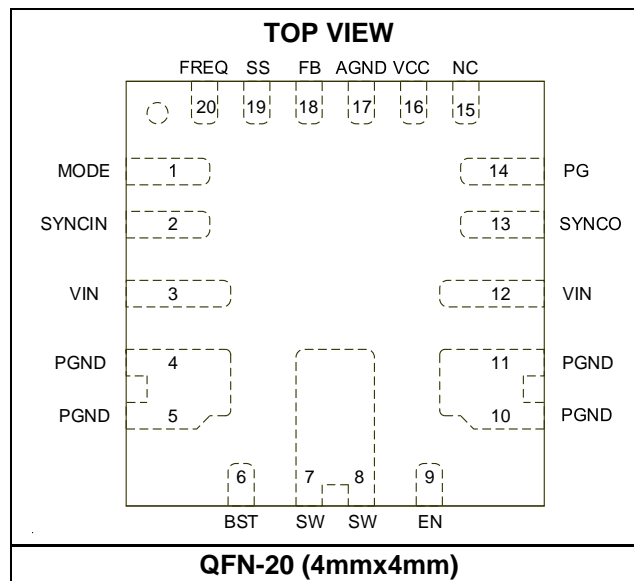 TOP VIEW
FREQ SS FB AGND VCC NC
20 19 18 17 16 15
MODE 1 14 PG
SYNCIN 2 13 SYNCO
VIN 3 12 VIN
PGND 4 11 PGND
PGND 5 10 PGND
6 7 8 9
BST SW SW EN
QFN-20 (4mmx4mm)